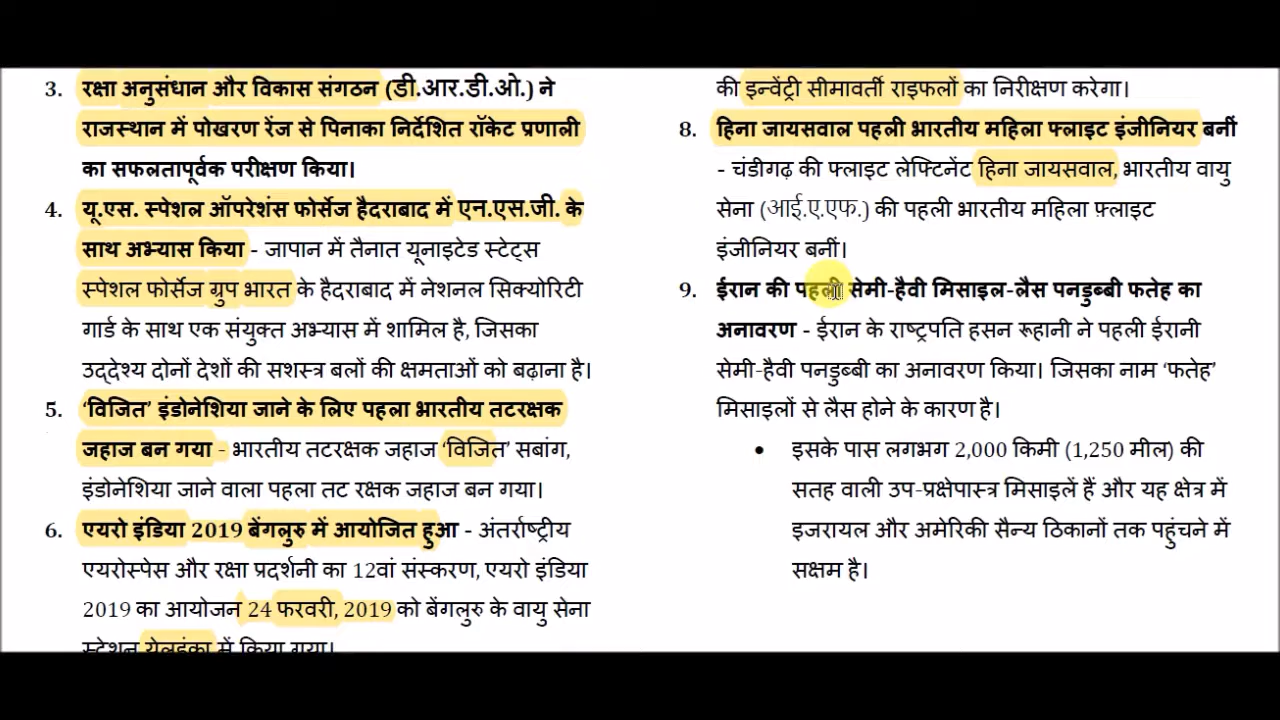 3. रक्षा अनुसंधान और विकास संगठन (डी.आर.डी.ओ.) ने
राजस्थान में पोखरण रेंज से पिनाका निर्देशित रॉकेट प्रणाली
का सफलतापूर्वक परीक्षण किया।
4. यू.एस. स्पेशल ऑपरेशंस फोर्सेज हैदराबाद में एन.एस.जी. के
साथ अभ्यास किया - जापान में तैनात यूनाइटेड स्टेट्स
स्पेशल फोर्सेज ग्रुप भारत के हैदराबाद में नेशनल सिक्योरिटी
गार्ड के साथ एक संयुक्त अभ्यास में शामिल है, जिसका
उद्देश्य दोनों देशों की सशस्त्र बलों की क्षमताओं को बढ़ाना है।
5. ‘विजित’ इंडोनेशिया जाने के लिए पहला भारतीय तटरक्षक
जहाज बन गया - भारतीय तटरक्षक जहाज ‘विजित’ सबांग,
इंडोनेशिया जाने वाला पहला तट रक्षक जहाज बन गया।
6. एयरो इंडिया 2019 बेंगलुरु में आयोजित हुआ - अंतर्राष्ट्रीय
एयरोस्पेस और रक्षा प्रदर्शनी का 12वां संस्करण, एयरो इंडिया
2019 का आयोजन 24 फरवरी, 2019 को बेंगलुरु के वायु सेना
स्टेशन येलहंका में किया गया।
की इन्वेंट्री सीमावर्ती राइफलों का निरीक्षण करेगा।
8. हिना जायसवाल पहली भारतीय महिला फ्लाइट इंजीनियर बनीं
- चंडीगढ़ की फ्लाइट लेफ्टिनेंट हिना जायसवाल, भारतीय वायु
सेना (आई.ए.एफ.) की पहली भारतीय महिला फ़्लाइट
इंजीनियर बनीं।
9. ईरान की पहली सेमी-हैवी मिसाइल-लैस पनडुब्बी फतेह का
अनावरण - ईरान के राष्ट्रपति हसन रूहानी ने पहली ईरानी
सेमी-हैवी पनडुब्बी का अनावरण किया। जिसका नाम ‘फतेह’
मिसाइलों से लैस होने के कारण है।
• इसके पास लगभग 2,000 किमी (1,250 मील) की
सतह वाली उप-प्रक्षेपास्त्र मिसाइलें हैं और यह क्षेत्र में
इजरायल और अमेरिकी सैन्य ठिकानों तक पहुंचने में
सक्षम है।